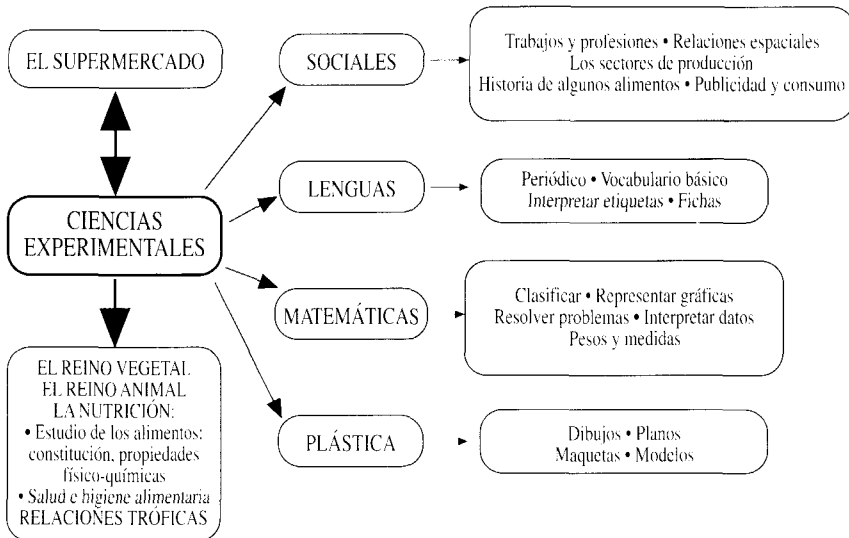 EL SUPERMERCADO
CIENCIAS
EXPERIMENTALES
EL REINO VEGETAL
EL REINO ANIMAL
LA NUTRICIÓN:
• Estudio de los alimentos:
constitución, propiedades
físico-químicas
• Salud e higiene alimentaria
RELACIONES TRÓFICAS
SOCIALES
Trabajos y profesiones • Relaciones espaciales
Los sectores de producción
Historia de algunos alimentos • Publicidad y consumo
LENGUAS
Periódico • Vocabulario básico
Interpretar etiquetas • Fichas
MATEMÁTICAS
Clasificar • Representar gráficas
Resolver problemas • Interpretar datos
Pesos y medidas
PLÁSTICA
Dibujos • Planos
Maquetas • Modelos